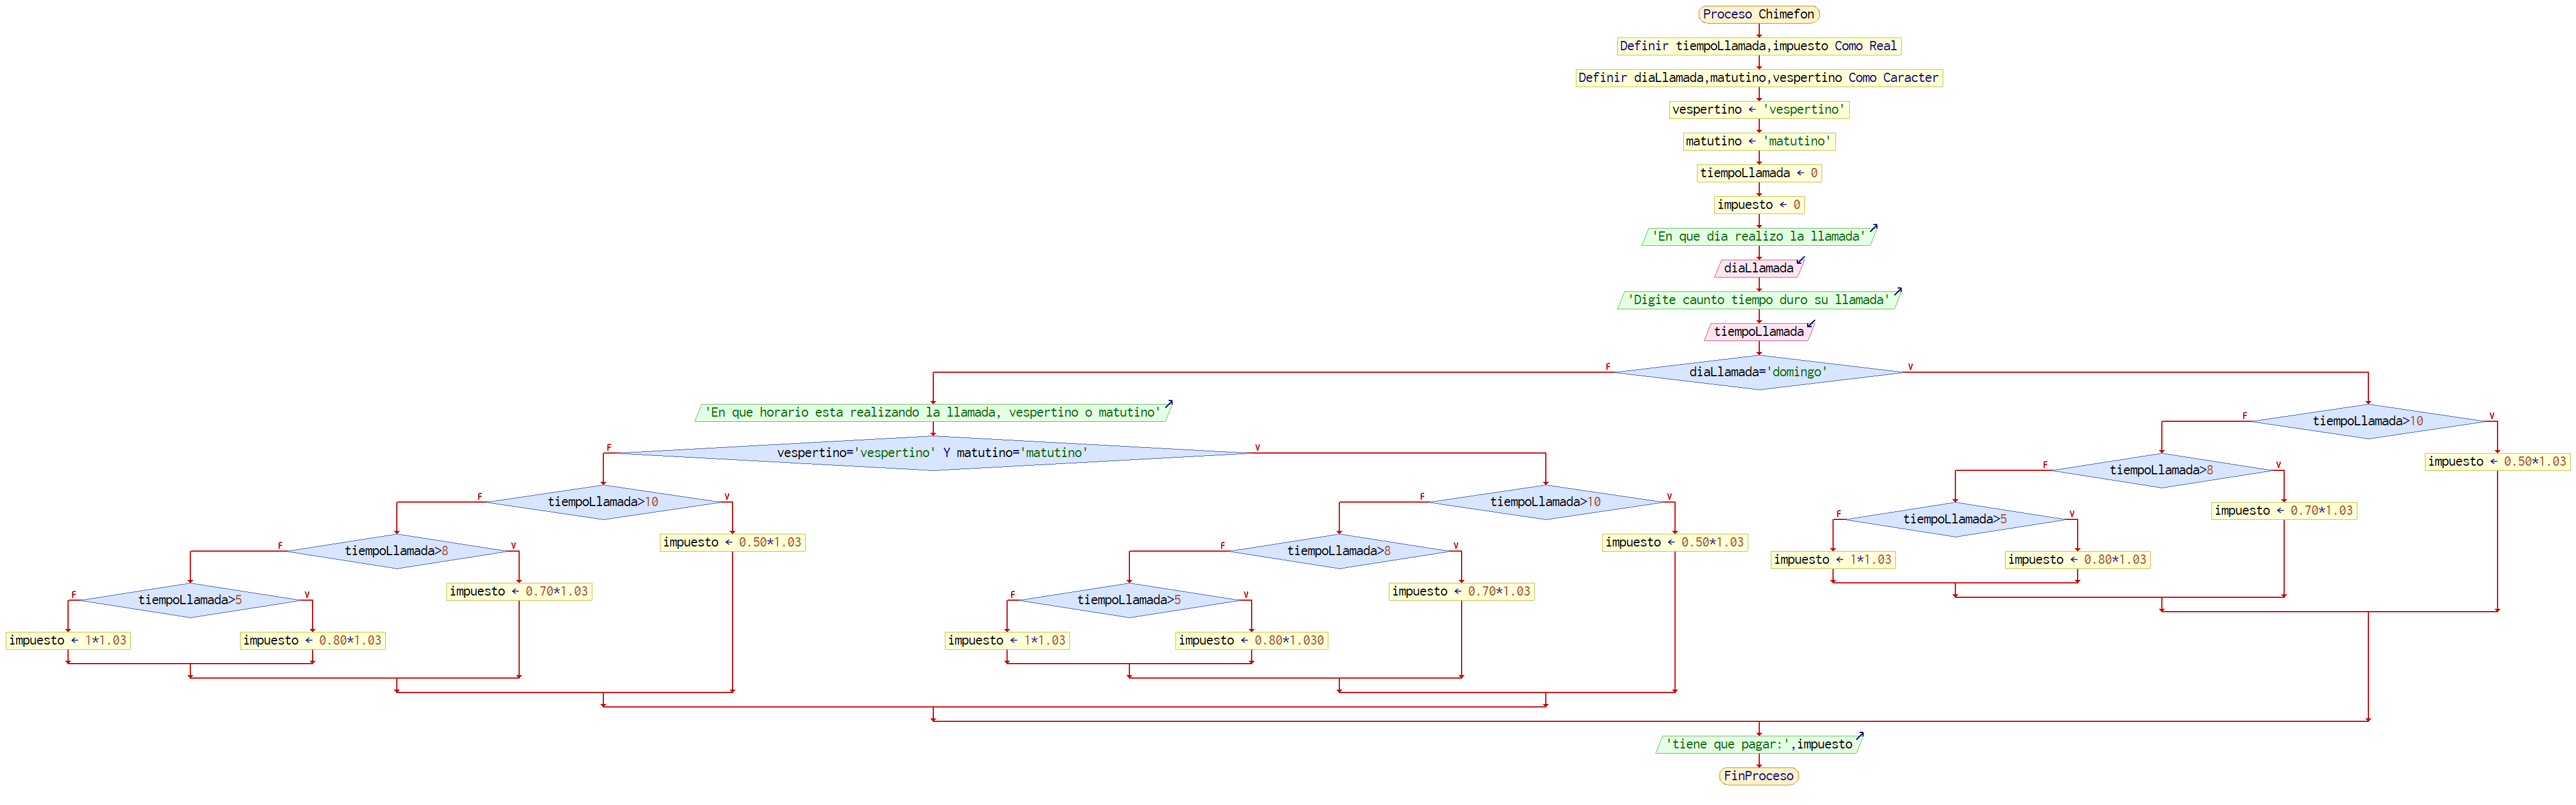 Proceso Chimefon
Definir tiempoLlamada,impuesto Como Real
Definir diaLlamada,matutino,vespertino Como Caracter
vespertino ← 'vespertino'
matutino ← 'matutino'
tiempoLlamada ← 0
impuesto ← 0
'En que dia realizo la llamada'
diaLlamada
'Digite caunto tiempo duro su llamada'
tiempoLlamada
F diaLlamada='domingo' V
'En que horario esta realizando la llamada, vespertino o matutino'
F tiempoLlamada>10 V
F vespertino='vespertino' Y matutino='matutino' V
impuesto ← 0.50*1.03
F tiempoLlamada>8 V
F tiempoLlamada>10 V
F tiempoLlamada>10 V
impuesto ← 0.70*1.03
F tiempoLlamada>5 V
impuesto ← 0.50*1.03
impuesto ← 0.50*1.03
F tiempoLlamada>8 V
F tiempoLlamada>8 V
impuesto ← 1*1.03
impuesto ← 0.80*1.03
impuesto ← 0.70*1.03
impuesto ← 0.70*1.03
F tiempoLlamada>5 V
F tiempoLlamada>5 V
impuesto ← 1*1.03
impuesto ← 0.80*1.03
impuesto ← 1*1.03
impuesto ← 0.80*1.030
'tiene que pagar:',impuesto
FinProceso